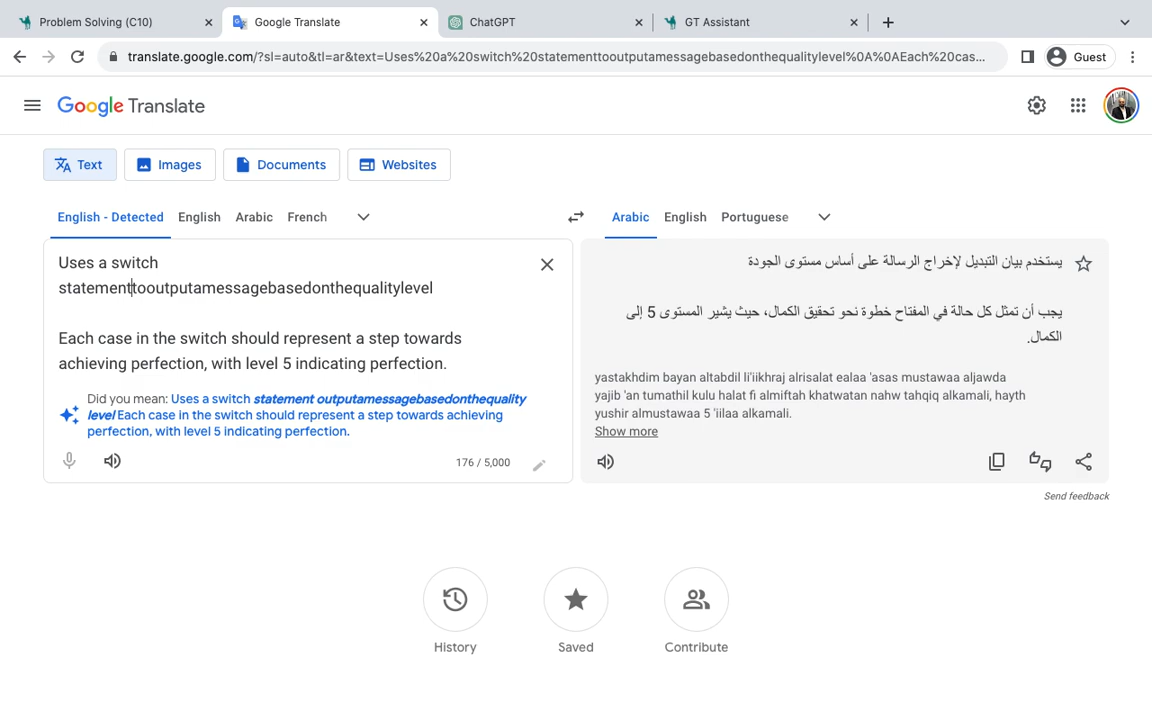 Problem Solving (C10)
Google Translate
ChatGPT
GT Assistant
translate.google.com/?sl=auto&tl=ar&text=Uses%20a%20switch%20statementtooutputamessagebasedonthequalitylevel%0A%0AEach%20cas...
Guest
Google Translate
Text
Images
Documents
Websites
English - Detected
English
Arabic
French
Arabic
English
Portuguese
Uses a switch
statementtooutputamessagebasedonthequalitylevel
Each case in the switch should represent a step towards
achieving perfection, with level 5 indicating perfection.
Did you mean: Uses a switch statement outputamessagebasedonthequality
level Each case in the switch should represent a step towards achieving
perfection, with level 5 indicating perfection.
176 / 5,000
يستخدم بيان التبديل لإخراج الرسالة على أساس مستوى الجودة
يجب أن تمثل كل حالة في المفتاح خطوة نحو تحقيق الكمال، حيث يشير المستوى 5 إلى
الكمال.
yastakhdim bayan altabdil li'iikhraj alrisalat ealaa 'asas mustawaa aljawda
yajib 'an tumathil kulu halat fi almiftah khatwatan nahw tahqiq alkamali, hayth
yushir almustawaa 5 'iilaa alkamali.
Show more
Send feedback
History
Saved
Contribute